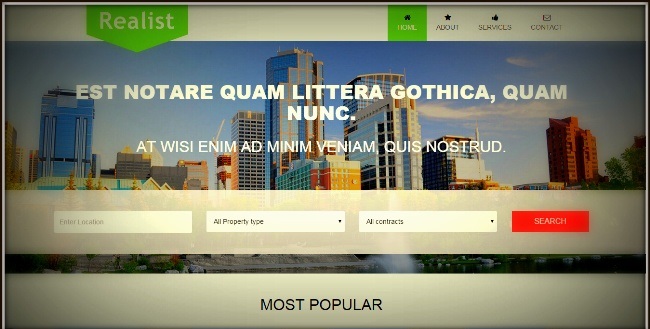 Realist
HOME ABOUT SERVICES CONTACT
EST NOTARE QUAM LITTERA GOTHICA, QUAM
NUNC.
AT WISI ENIM AD MINIM VENIAM, QUIS NOSTRUD.
Enter Location All Property type All contracts SEARCH
MOST POPULAR